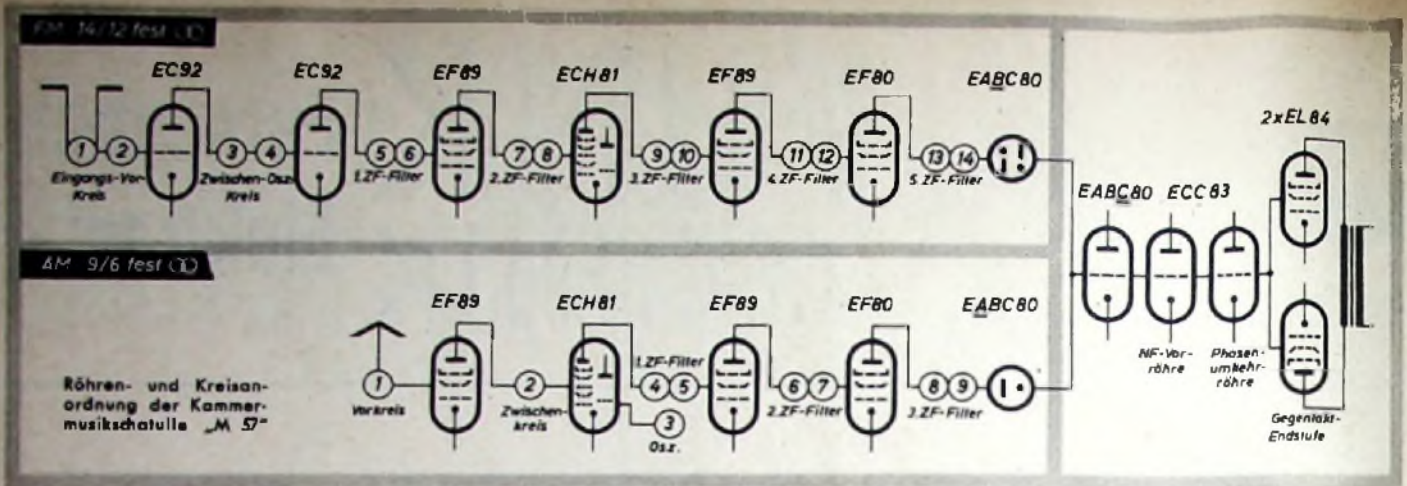 FM 14/12 fest
EC92 EC92 EF89 ECH81 EF89 EF80 EABC80
1 2 3 4 5 6 7 8 9 10 11 12 13 14
Eingangs-Vor-
Kreis
Zwischen-Osz.
Kreis
1.ZF-Filter
2.ZF-Filter
3.ZF-Filter
4.ZF-Filter
5.ZF-Filter
AM 9/6 fest
EF89 ECH81 EF89 EF80 EABC80
1 2 4 5 6 7 8 9
3
Vorkreis
Zwischen-
kreis
Osz.
1.ZF-Filter
2.ZF-Filter
3.ZF-Filter
Röhren- und Kreisan-
ordnung der Kammer-
musikschatulle „M 57"
2xEL84
EABC80 ECC83
NF-Vor-
röhre
Phasen-
umkehr-
röhre
Gegentakt-
Endstufe